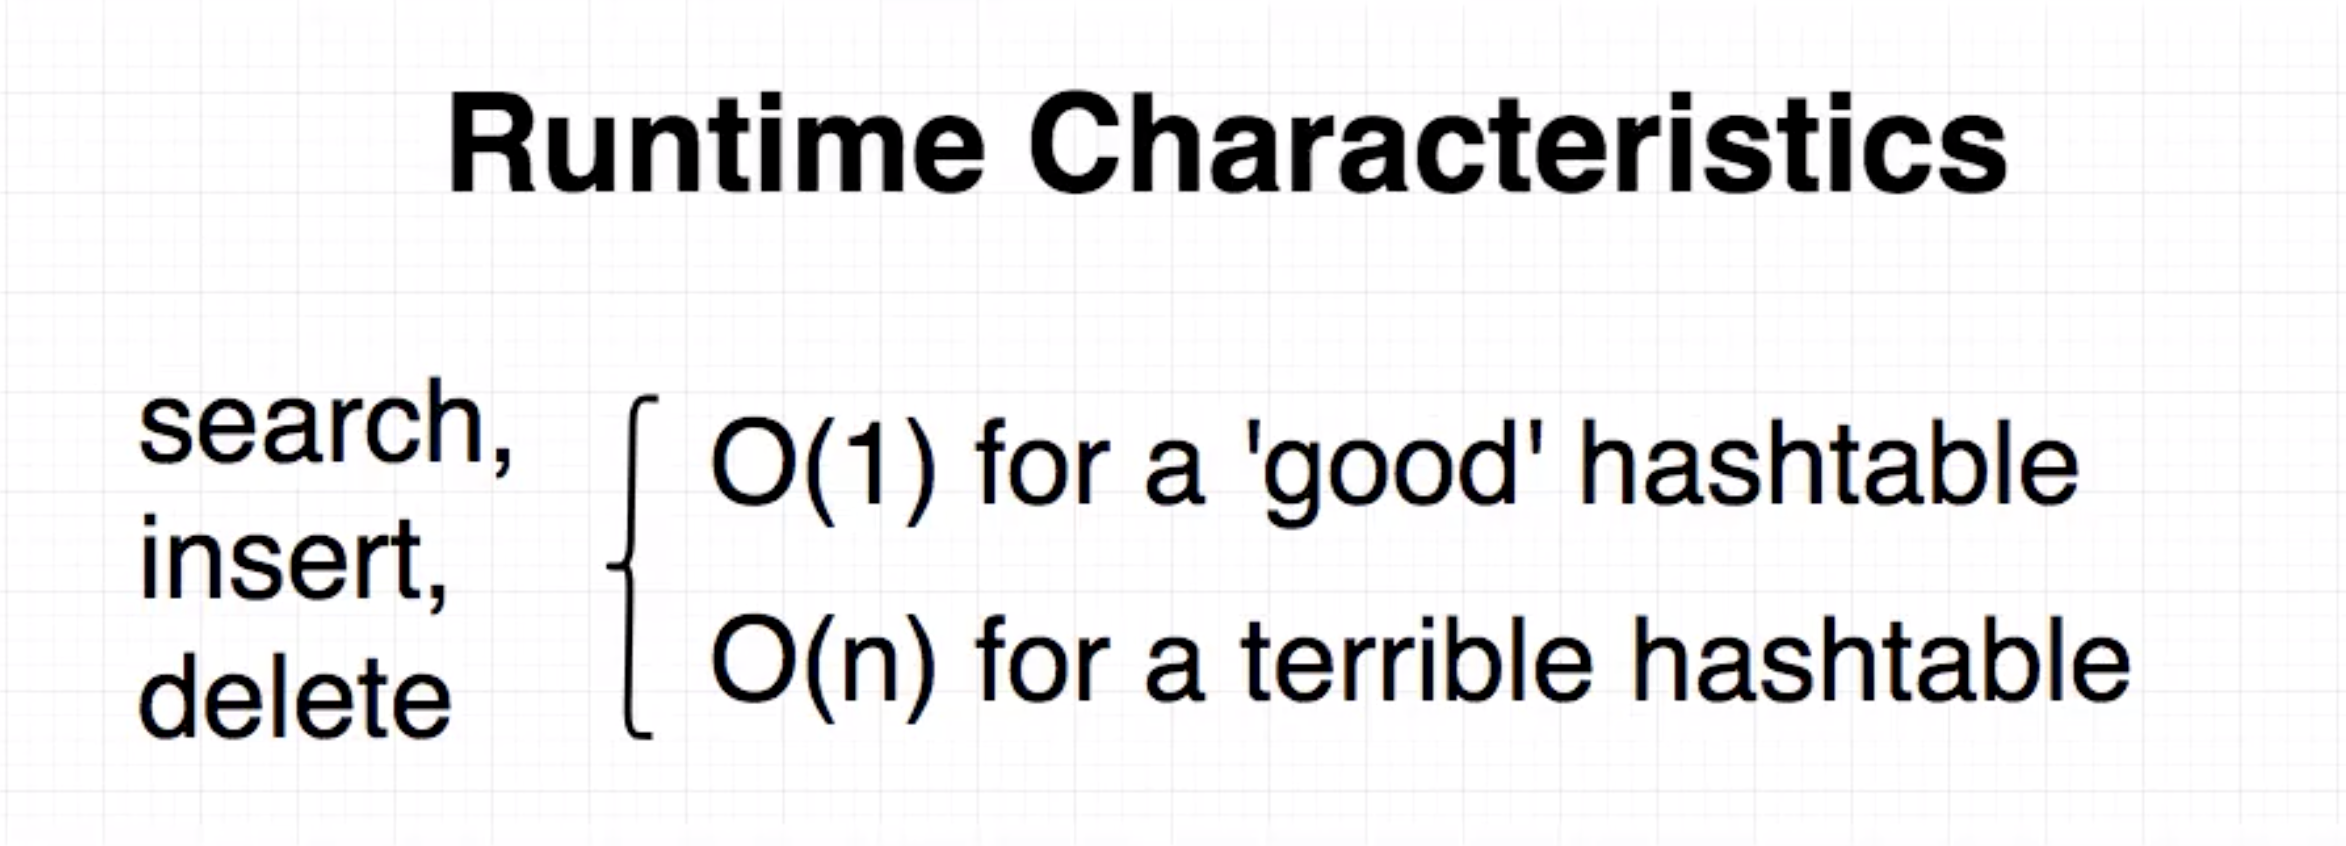 Runtime Characteristics
search,
insert,
delete
O(1) for a 'good' hashtable
O(n) for a terrible hashtable